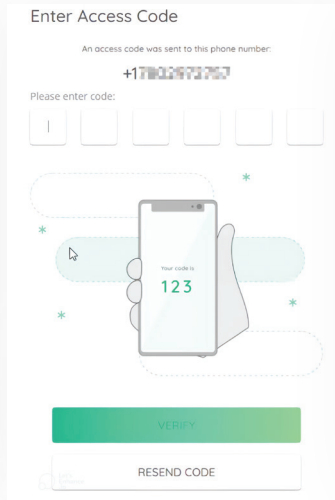 Enter Access Code
An access code was sent to this phone number:
Please enter code:
Your code is
123
VERIFY
RESEND CODE